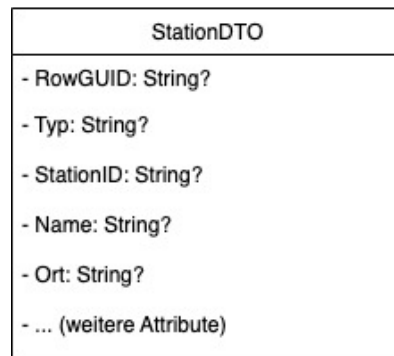 StationDTO
- RowGUID: String?
- Typ: String?
- StationID: String?
- Name: String?
- Ort: String?
- ... (weitere Attribute)